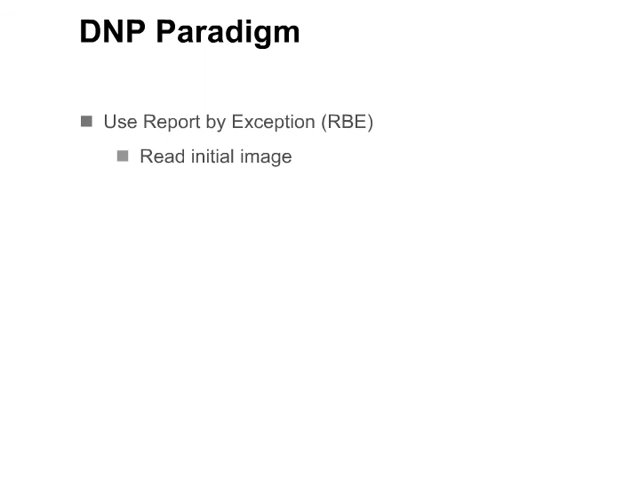 DNP Paradigm
Use Report by Exception (RBE)
Read initial image